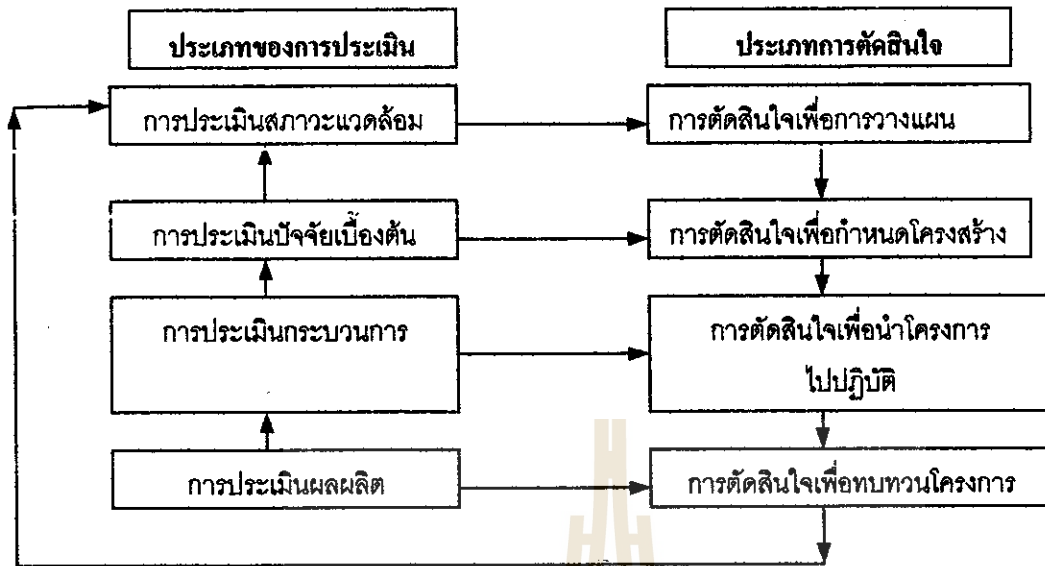 ประเภทของการประเมิน
ประเภทการตัดสินใจ
การประเมินสภาวะแวดล้อม
การตัดสินใจเพื่อการวางแผน
การประเมินปัจจัยเบื้องต้น
การตัดสินใจเพื่อกำหนดโครงสร้าง
การประเมินกระบวนการ
การตัดสินใจเพื่อนำโครงการ
ไปปฏิบัติ
การประเมินผลผลิต
การตัดสินใจเพื่อทบทวนโครงการ